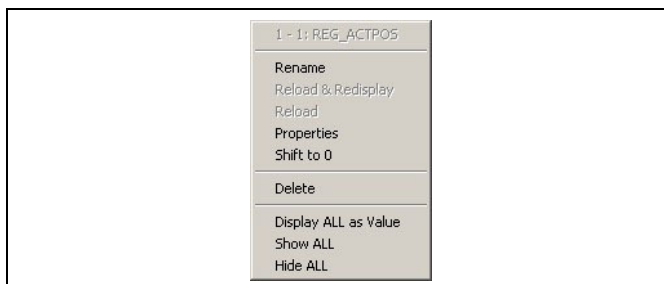 1 - 1: REG_ACTPOS
Rename
Reload & Redisplay
Reload
Properties
Shift to 0
Delete
Display ALL as Value
Show ALL
Hide ALL